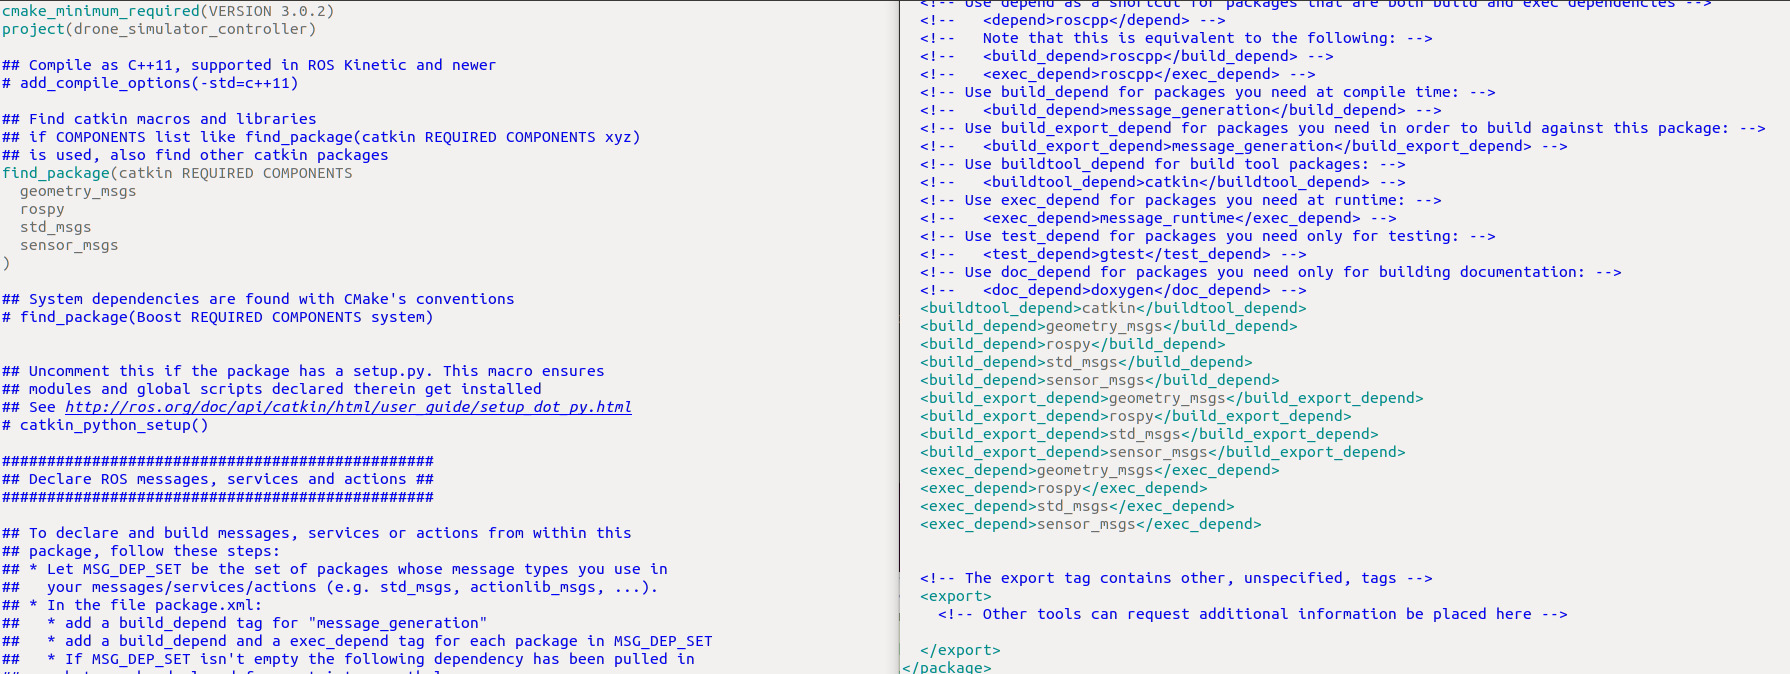 cmake_minimum_required(VERSION 3.0.2)
project(drone_simulator_controller)
## Compile as C++11, supported in ROS Kinetic and newer
# add_compile_options(-std=c++11)
## Find catkin macros and libraries
## if COMPONENTS list like find_package(catkin REQUIRED COMPONENTS xyz)
## is used, also find other catkin packages
find_package(catkin REQUIRED COMPONENTS
  geometry_msgs
  rospy
  std_msgs
  sensor_msgs
)
## System dependencies are found with CMake's conventions
# find_package(Boost REQUIRED COMPONENTS system)
## Uncomment this if the package has a setup.py. This macro ensures
## modules and global scripts declared therein get installed
## See http://ros.org/doc/api/catkin/html/user_guide/setup_dot_py.html
# catkin_python_setup()
################################################
## Declare ROS messages, services and actions ##
################################################
## To declare and build messages, services or actions from within this
## package, follow these steps:
## * Let MSG_DEP_SET be the set of packages whose message types you use in
##   your messages/services/actions (e.g. std_msgs, actionlib_msgs, ...).
## * In the file package.xml:
##   * add a build_depend tag for "message_generation"
##   * add a build_depend and a exec_depend tag for each package in MSG_DEP_SET
##   * If MSG_DEP_SET isn't empty the following dependency has been pulled in
<!-- Use depend as a shortcut for packages that are both build and exec dependencies -->
<!--   <depend>roscpp</depend> -->
<!--   Note that this is equivalent to the following: -->
<!--   <build_depend>roscpp</build_depend> -->
<!--   <exec_depend>roscpp</exec_depend> -->
<!-- Use build_depend for packages you need at compile time: -->
<!--   <build_depend>message_generation</build_depend> -->
<!-- Use build_export_depend for packages you need in order to build against this package: -->
<!--   <build_export_depend>message_generation</build_export_depend> -->
<!-- Use buildtool_depend for build tool packages: -->
<!--   <buildtool_depend>catkin</buildtool_depend> -->
<!-- Use exec_depend for packages you need at runtime: -->
<!--   <exec_depend>message_runtime</exec_depend> -->
<!-- Use test_depend for packages you need only for testing: -->
<!--   <test_depend>gtest</test_depend> -->
<!-- Use doc_depend for packages you need only for building documentation: -->
<!--   <doc_depend>doxygen</doc_depend> -->
<buildtool_depend>catkin</buildtool_depend>
<build_depend>geometry_msgs</build_depend>
<build_depend>rospy</build_depend>
<build_depend>std_msgs</build_depend>
<build_depend>sensor_msgs</build_depend>
<build_export_depend>geometry_msgs</build_export_depend>
<build_export_depend>rospy</build_export_depend>
<build_export_depend>std_msgs</build_export_depend>
<build_export_depend>sensor_msgs</build_export_depend>
<exec_depend>geometry_msgs</exec_depend>
<exec_depend>rospy</exec_depend>
<exec_depend>std_msgs</exec_depend>
<exec_depend>sensor_msgs</exec_depend>
<!-- The export tag contains other, unspecified, tags -->
<export>
  <!-- Other tools can request additional information be placed here -->
</export>
</package>